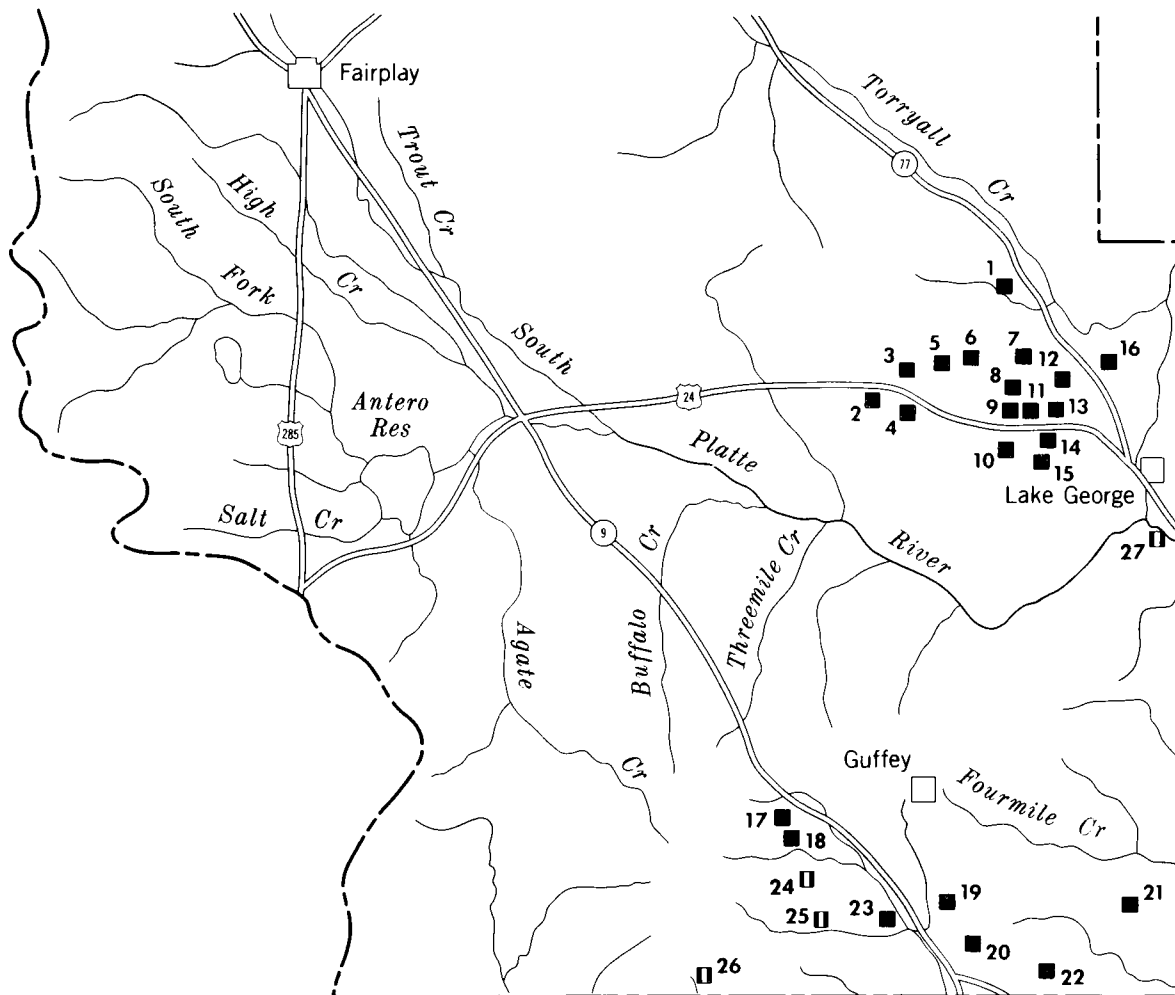 Fairplay
Trout Cr
Torryall Cr
77
High Cr
South Fork
South Platte River
1
16
3
5
6
7
12
8
2
4
9
11
13
10
14
15
24
285
Antero
Res
Lake George
27
Salt Cr
9
Agate Cr
Buffalo Cr
Threemile Cr
Guffey
Fourmile Cr
17
18
24
25
23
19
21
20
26
22